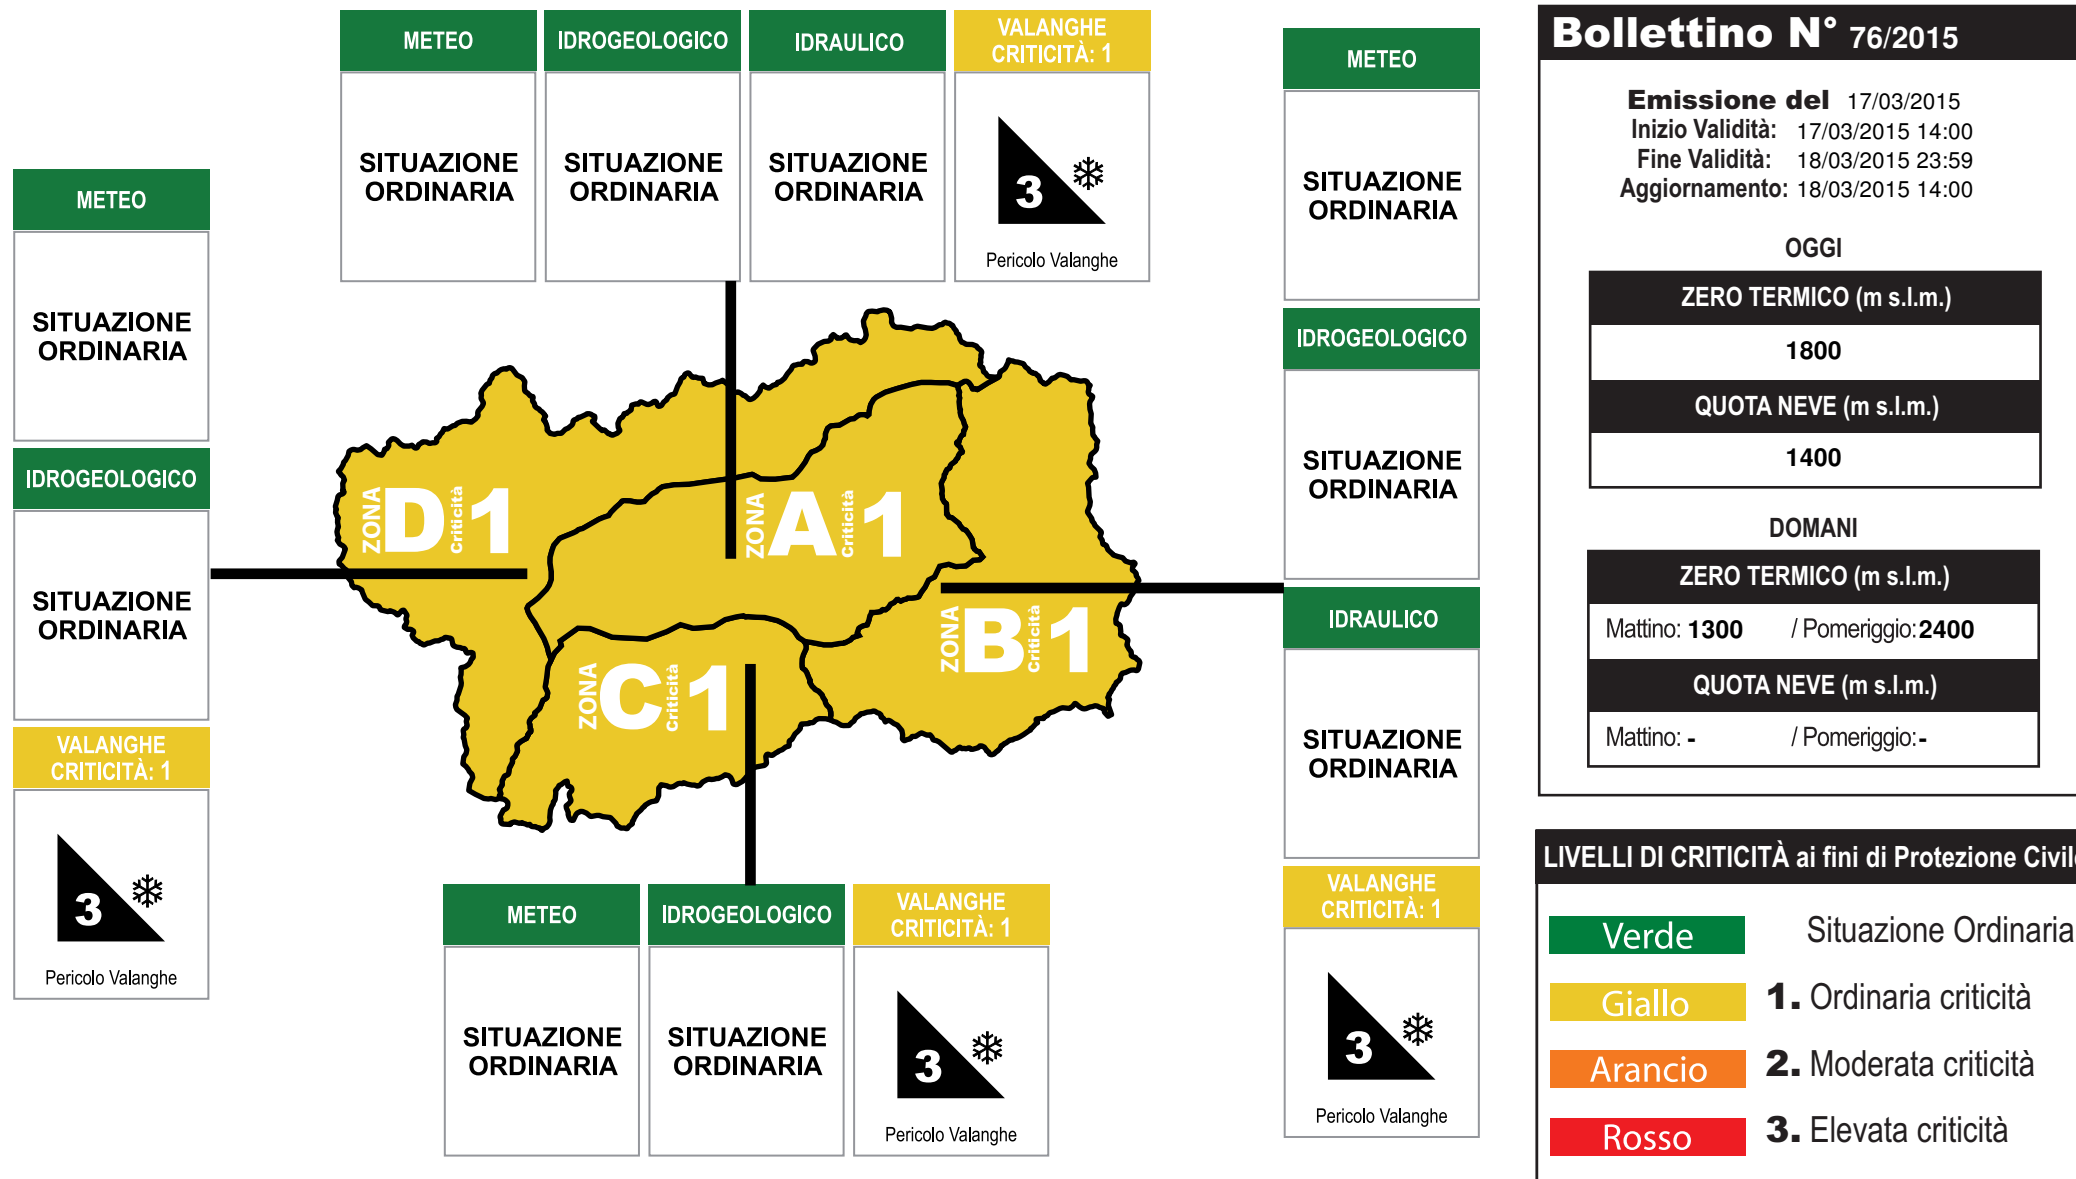 METEO
SITUAZIONE
ORDINARIA
IDROGEOLOGICO
SITUAZIONE
ORDINARIA
IDRAULICO
SITUAZIONE
ORDINARIA
VALANGHE
CRITICITÀ: 1
3
Pericolo Valanghe
METEO
SITUAZIONE
ORDINARIA
IDROGEOLOGICO
SITUAZIONE
ORDINARIA
VALANGHE
CRITICITÀ: 1
3
Pericolo Valanghe
ZONA D Criticità 1
ZONA A Criticità 1
ZONA B Criticità 1
ZONA C Criticità 1
METEO
SITUAZIONE
ORDINARIA
IDROGEOLOGICO
SITUAZIONE
ORDINARIA
VALANGHE
CRITICITÀ: 1
3
Pericolo Valanghe
METEO
SITUAZIONE
ORDINARIA
IDROGEOLOGICO
SITUAZIONE
ORDINARIA
IDRAULICO
SITUAZIONE
ORDINARIA
VALANGHE
CRITICITÀ: 1
3
Pericolo Valanghe
Bollettino N° 76/2015
Emissione del 17/03/2015
Inizio Validità: 17/03/2015 14:00
Fine Validità: 18/03/2015 23:59
Aggiornamento: 18/03/2015 14:00
OGGI
ZERO TERMICO (m s.l.m.)
1800
QUOTA NEVE (m s.l.m.)
1400
DOMANI
ZERO TERMICO (m s.l.m.)
Mattino: 1300 / Pomeriggio: 2400
QUOTA NEVE (m s.l.m.)
Mattino: - / Pomeriggio: -
LIVELLI DI CRITICITÀ ai fini di Protezione Civile
Verde Situazione Ordinaria
Giallo 1. Ordinaria criticità
Arancio 2. Moderata criticità
Rosso 3. Elevata criticità